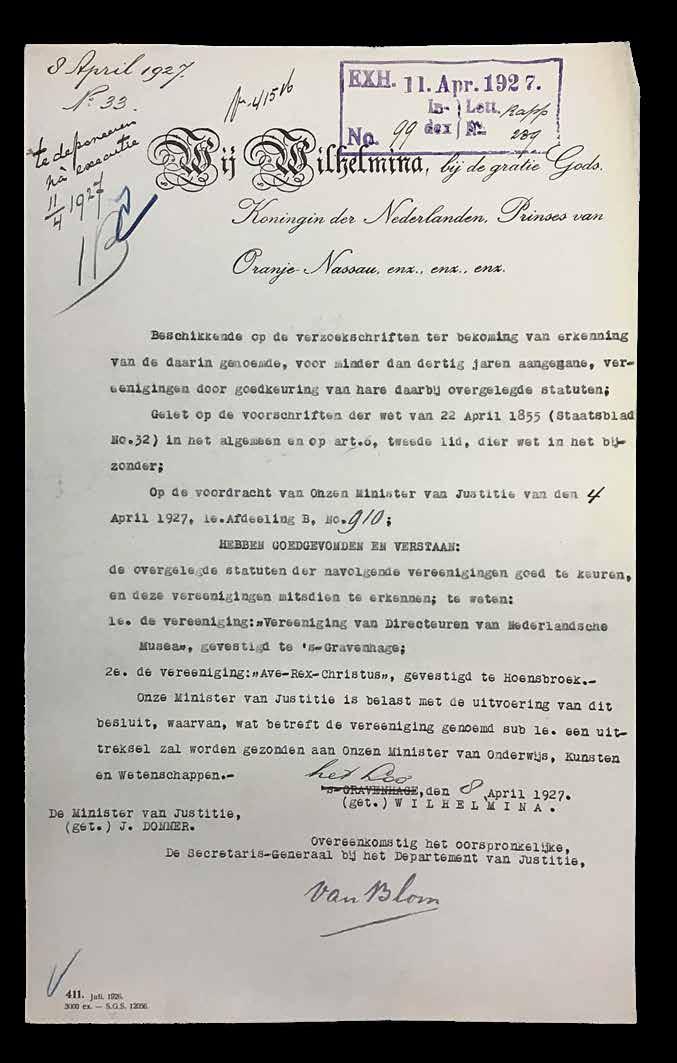 8 April 1927.
No. 33.
te deponeeren
nà executie
11/4 1927
EXH. 11. Apr. 1927.
In- } Lett. Rapp
No. 99 dex } No. 289
Wij Wilhelmina, bij de gratie Gods,
Koningin der Nederlanden, Prinses van
Oranje-Nassau, enz., enz., enz.
Beschikkende op de verzoekschriften ter bekoming van erkenning
van de daarin genoemde, voor minder dan dertig jaren aangegane, ver-
eenigingen door goedkeuring van hare daarbij overgelegde statuten;
Gelet op de voorschriften der wet van 22 April 1855 (Staatsblad
No.32) in het algemeen en op art.6, tweede lid, dier wet in het bij-
zonder;
Op de voordracht van Onzen Minister van Justitie van den 4
April 1927, 1e.Afdeeling B, No.910;
HEBBEN GOEDGEVONDEN EN VERSTAAN:
de overgelegde statuten der navolgende vereenigingen goed te keuren,
en deze vereenigingen mitsdien te erkennen; te weten:
1e. de vereeniging:„Vereeniging van Directeuren van Nederlandsche
Musea", gevestigd te 's-Gravenhage;
2e. de vereeniging:„Ave-Rex-Christus", gevestigd te Hoensbroek.-
Onze Minister van Justitie is belast met de uitvoering van dit
besluit, waarvan, wat betreft de vereeniging genoemd sub 1e. een uit-
treksel zal worden gezonden aan Onzen Minister van Onderwijs, Kunsten
en Wetenschappen.-
het Loo
's-GRAVENHAGE, den 8 April 1927.
(get.) WILHELMINA.
De Minister van Justitie,
(get.) J. DONNER.
Overeenkomstig het oorspronkelijke,
De Secretaris-Generaal bij het Departement van Justitie,
van Blom
411. Juli. 1926.
3000 ex. — S.G.S. 12056.